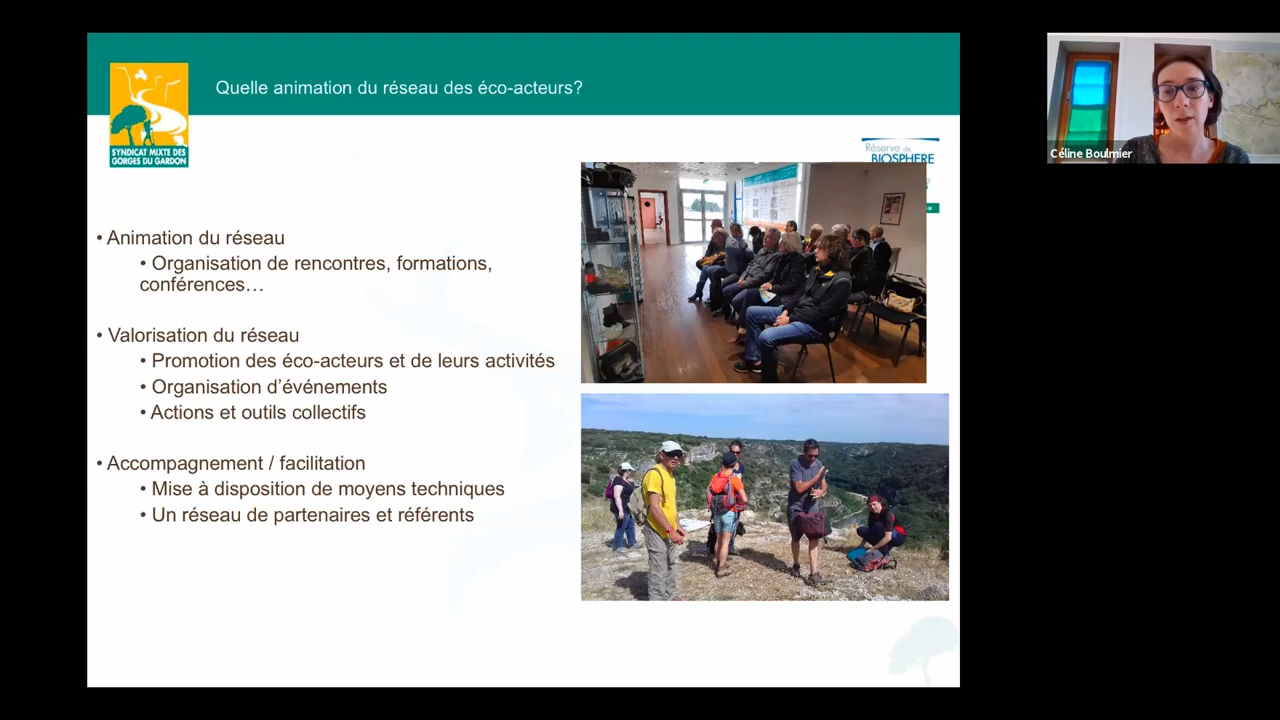 Quelle animation du réseau des éco-acteurs?
SYNDICAT MIXTE DES
GORGES DU GARDON
Réserve de
BIOSPHERE
• Animation du réseau
• Organisation de rencontres, formations,
conférences…
• Valorisation du réseau
• Promotion des éco-acteurs et de leurs activités
• Organisation d'événements
• Actions et outils collectifs
• Accompagnement / facilitation
• Mise à disposition de moyens techniques
• Un réseau de partenaires et référents
Céline Boulmier